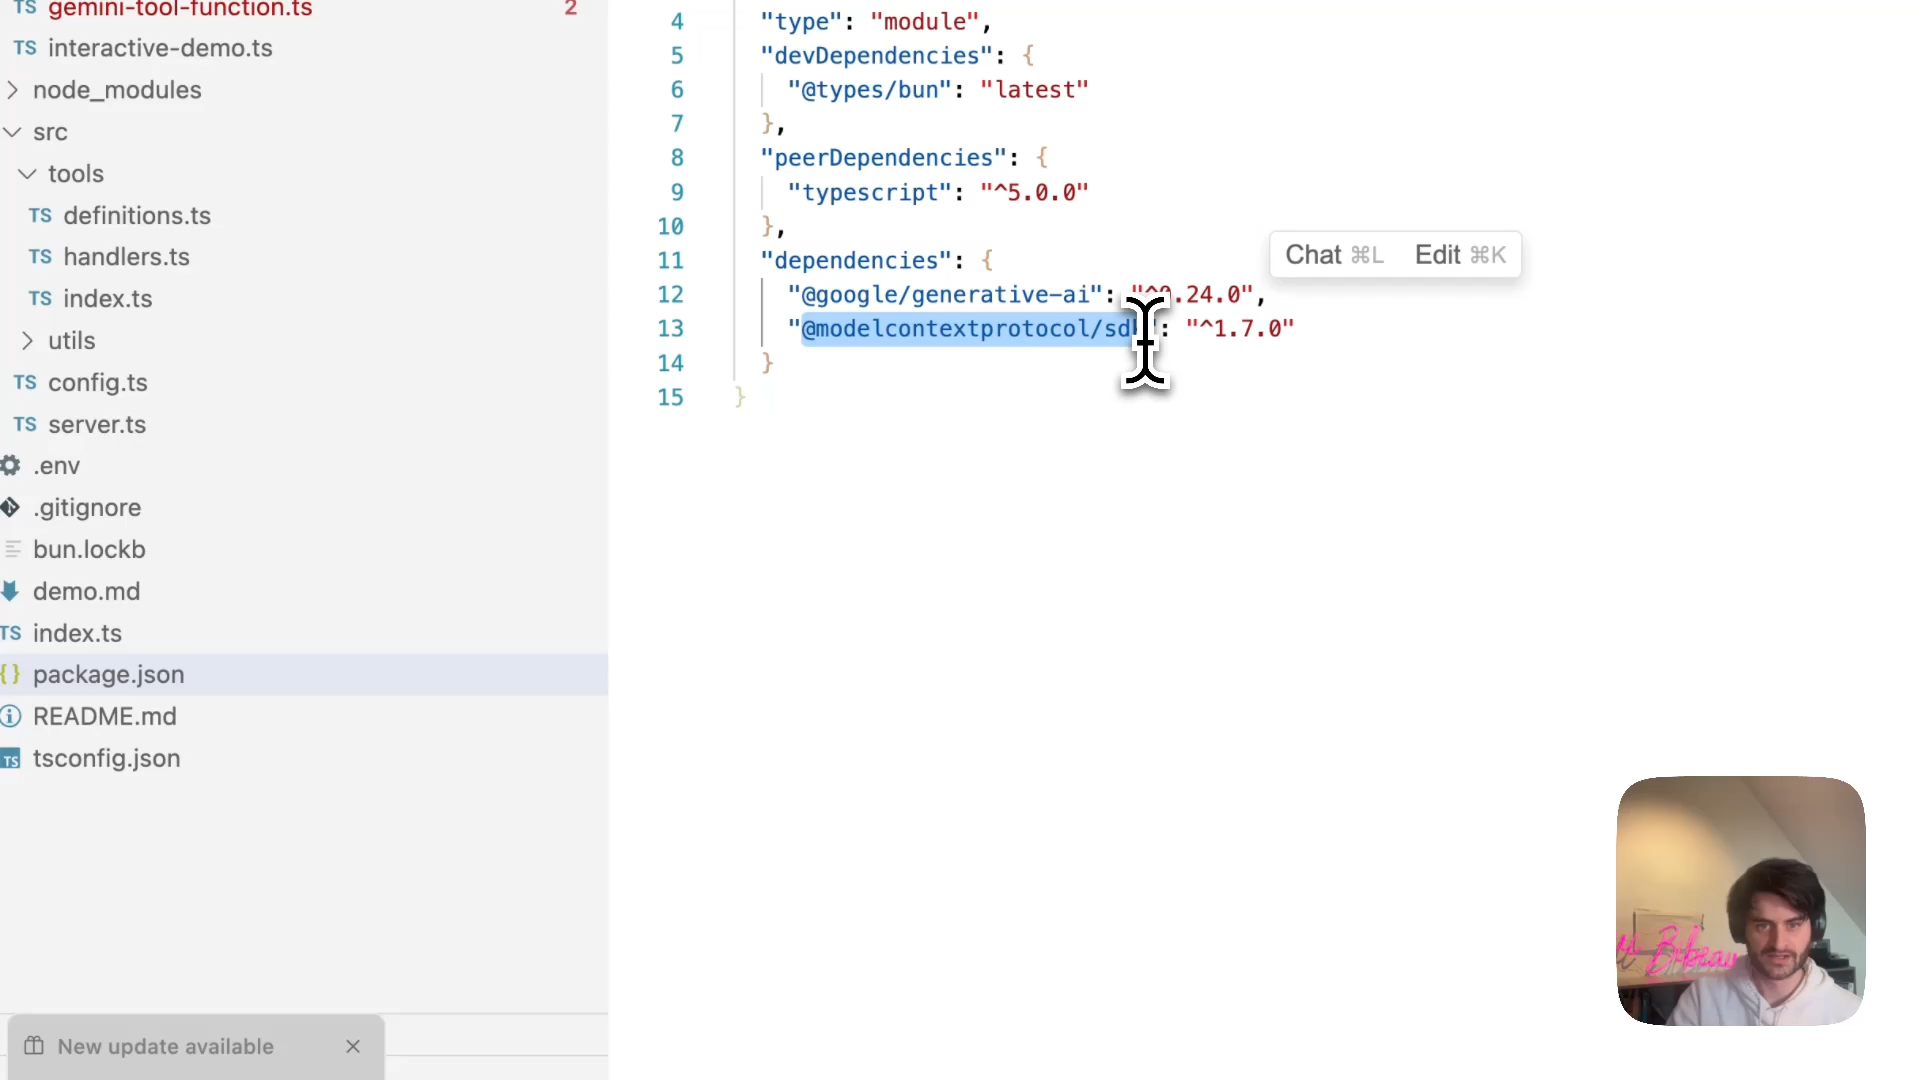 TS gemini-tool-function.ts 2
TS interactive-demo.ts
node_modules
src
tools
TS definitions.ts
TS handlers.ts
TS index.ts
utils
TS config.ts
TS server.ts
.env
.gitignore
bun.lockb
demo.md
TS index.ts
{} package.json
README.md
TS tsconfig.json
New update available
4 "type": "module",
5 "devDependencies": {
6 "@types/bun": "latest"
7 },
8 "peerDependencies": {
9 "typescript": "^5.0.0"
10 },
11 "dependencies": {
12 "@google/generative-ai": "^0.24.0",
13 "@modelcontextprotocol/sdk": "^1.7.0"
14 }
15 }
Chat ⌘L Edit ⌘K